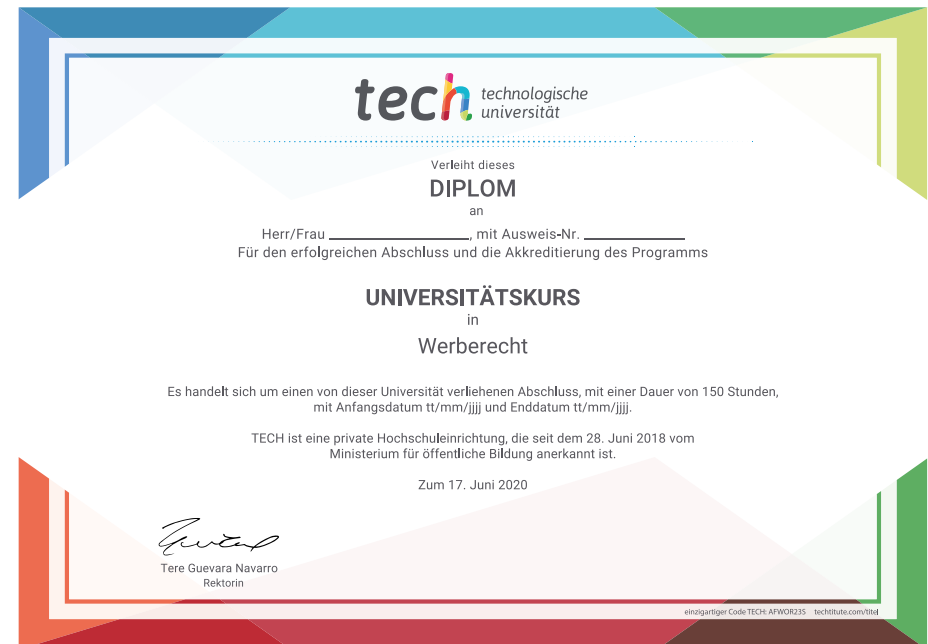 tech technologische
universität
Verleiht dieses
DIPLOM
an
Herr/Frau ____________, mit Ausweis-Nr. ____________
Für den erfolgreichen Abschluss und die Akkreditierung des Programms
UNIVERSITÄTSKURS
in
Werberecht
Es handelt sich um einen von dieser Universität verliehenen Abschluss, mit einer Dauer von 150 Stunden,
mit Anfangsdatum tt/mm/jjjj und Enddatum tt/mm/jjjj.
TECH ist eine private Hochschuleinrichtung, die seit dem 28. Juni 2018 vom
Ministerium für öffentliche Bildung anerkannt ist.
Zum 17. Juni 2020
Tere Guevara Navarro
Rektorin
einzigartiger Code TECH: AFWOR23S techtitute.com/titel